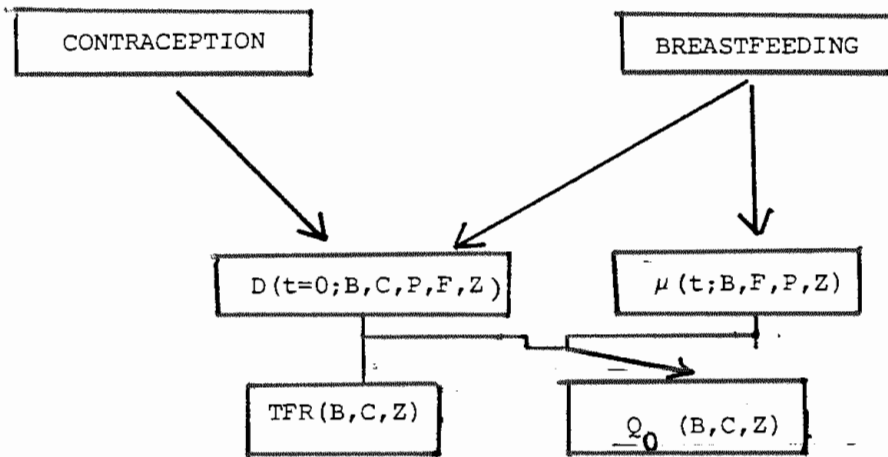 CONTRACEPTION
BREASTFEEDING
D(t=0;B,C,P,F,Z)
μ(t;B,F,P,Z)
TFR(B,C,Z)
Q₀ (B,C,Z)